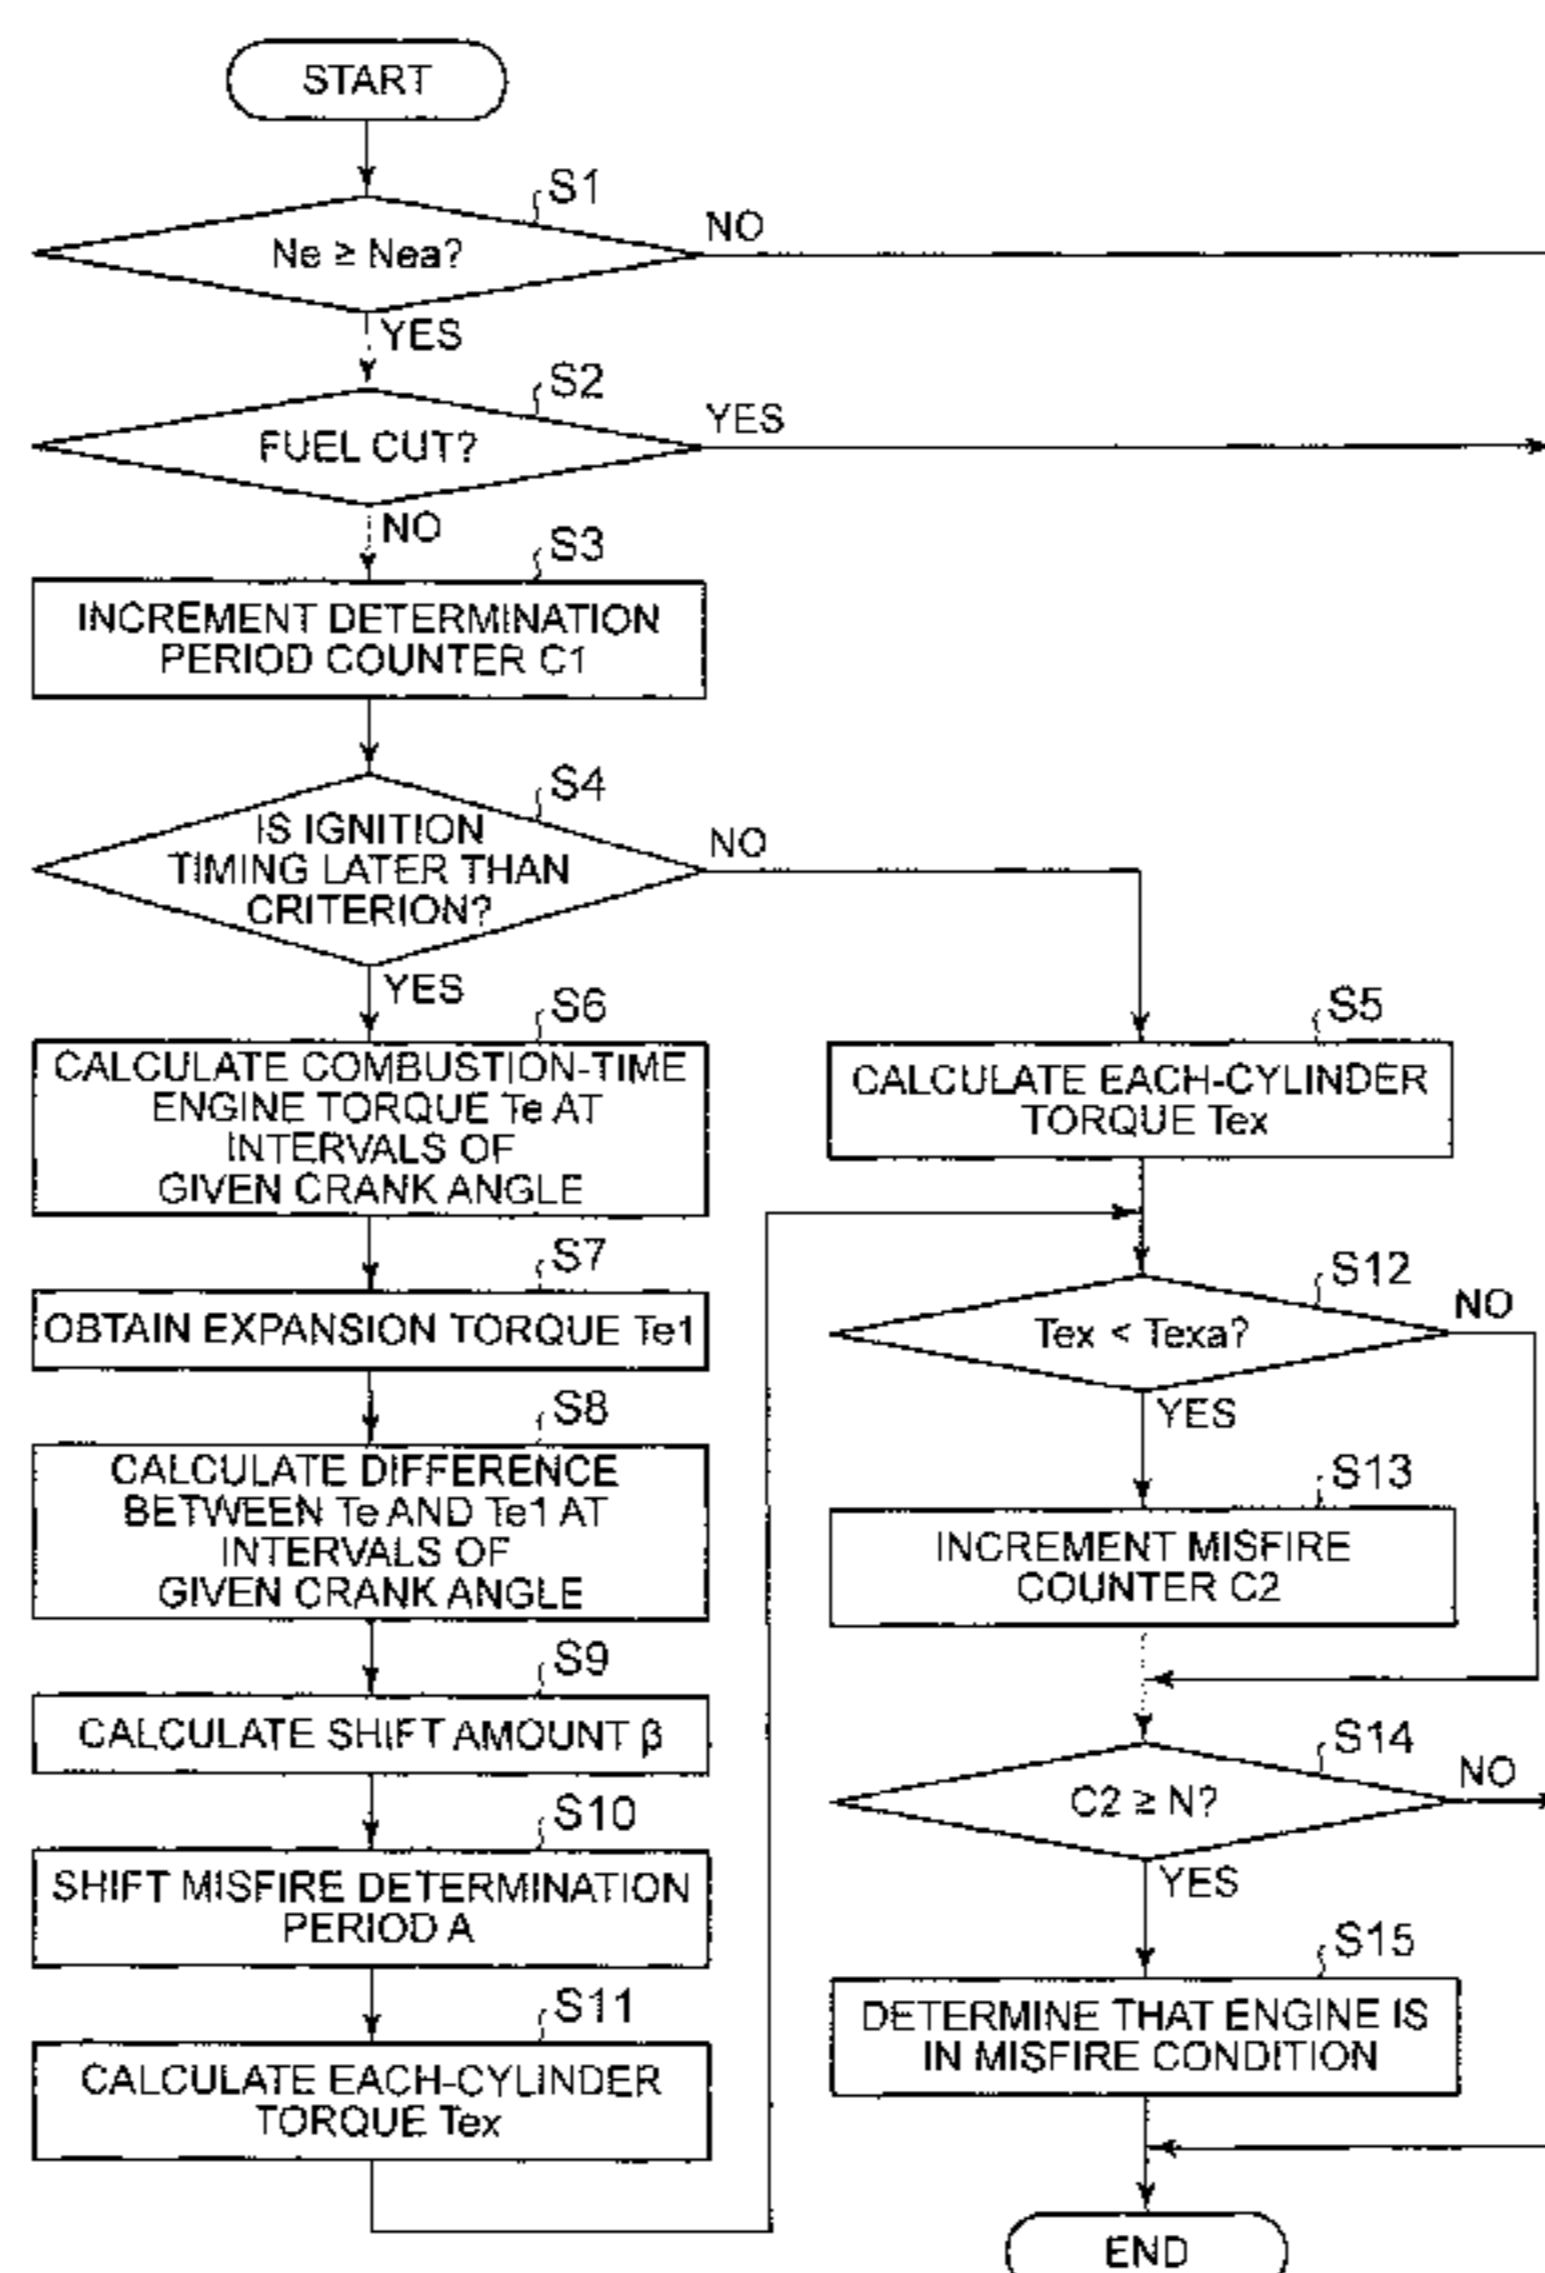 START
S1
Ne ≥ Nea?
NO
YES
S2
FUEL CUT?
YES
NO
S3
INCREMENT DETERMINATION
PERIOD COUNTER C1
S4
IS IGNITION
TIMING LATER THAN
CRITERION?
NO
YES
S6
CALCULATE COMBUSTION-TIME
ENGINE TORQUE Te AT
INTERVALS OF
GIVEN CRANK ANGLE
S7
OBTAIN EXPANSION TORQUE Te1
S8
CALCULATE DIFFERENCE
BETWEEN Te AND Te1 AT
INTERVALS OF
GIVEN CRANK ANGLE
S9
CALCULATE SHIFT AMOUNT β
S10
SHIFT MISFIRE DETERMINATION
PERIOD A
S11
CALCULATE EACH-CYLINDER
TORQUE Tex
S5
CALCULATE EACH-CYLINDER
TORQUE Tex
S12
Tex < Texa?
NO
YES
S13
INCREMENT MISFIRE
COUNTER C2
S14
C2 ≥ N?
NO
YES
S15
DETERMINE THAT ENGINE IS
IN MISFIRE CONDITION
END